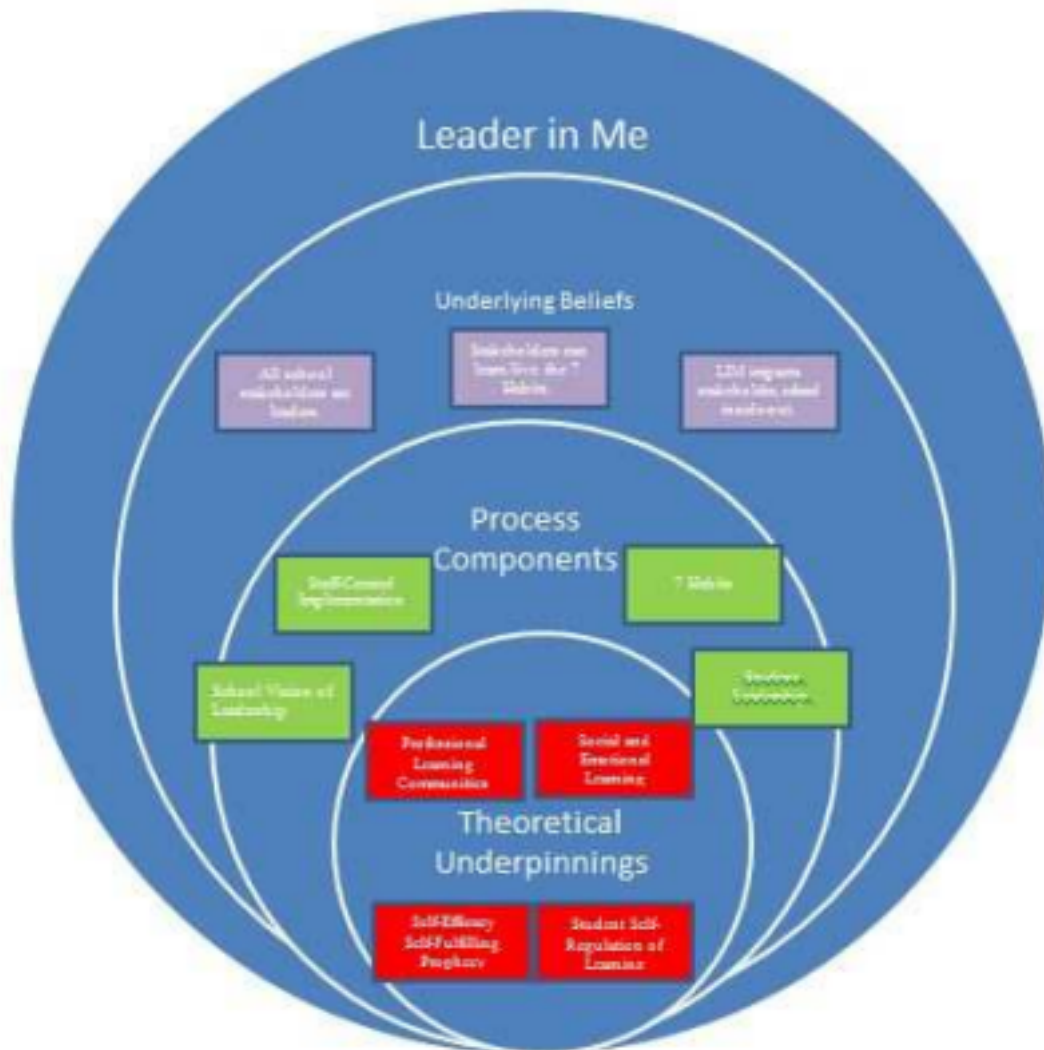 Leader in Me
Underlying Beliefs
All school
stakeholders are
leaders
Stakeholders can
learn/live the 7
Habits
LIM impacts
stakeholder, school
Process
Components
Implementation
7 Habits
School Vision of
Leadership
Student
Leadership
Professional
Learning
Communities
Social and
Emotional
Learning
Theoretical
Underpinnings
Self-Efficacy
Self-Fulfilling
Prophecy
Student Self-
Regulation of
Learning